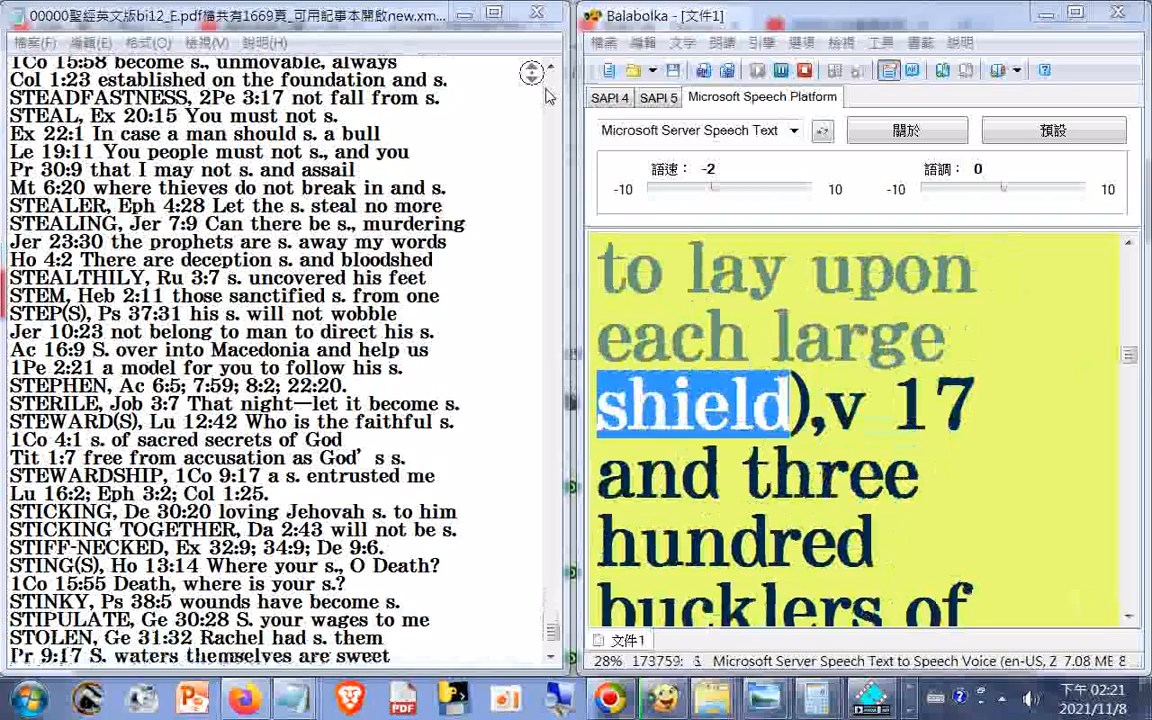 00000聖經英文版bi12_E.pdf檔共有1669頁_可用記事本開啟new.xm...
檔案(F) 編輯(E) 格式(O) 檢視(V) 說明(H)
1Co 15:58 become s., unmovable, always
Col 1:23 established on the foundation and s.
STEADFASTNESS, 2Pe 3:17 not fall from s.
STEAL, Ex 20:15 You must not s.
Ex 22:1 In case a man should s. a bull
Le 19:11 You people must not s., and you
Pr 30:9 that I may not s. and assail
Mt 6:20 where thieves do not break in and s.
STEALER, Eph 4:28 Let the s. steal no more
STEALING, Jer 7:9 Can there be s., murdering
Jer 23:30 the prophets are s. away my words
Ho 4:2 There are deception s. and bloodshed
STEALTHILY, Ru 3:7 s. uncovered his feet
STEM, Heb 2:11 those sanctified s. from one
STEP(S), Ps 37:31 his s. will not wobble
Jer 10:23 not belong to man to direct his s.
Ac 16:9 S. over into Macedonia and help us
1Pe 2:21 a model for you to follow his s.
STEPHEN, Ac 6:5; 7:59; 8:2; 22:20.
STERILE, Job 3:7 That night—let it become s.
STEWARD(S), Lu 12:42 Who is the faithful s.
1Co 4:1 s. of sacred secrets of God
Tit 1:7 free from accusation as God’s s.
STEWARDSHIP, 1Co 9:17 a s. entrusted me
Lu 16:2; Eph 3:2; Col 1:25.
STICKING, De 30:20 loving Jehovah s. to him
STICKING TOGETHER, Da 2:43 will not be s.
STIFF-NECKED, Ex 32:9; 34:9; De 9:6.
STING(S), Ho 13:14 Where your s., O Death?
1Co 15:55 Death, where is your s.?
STINKY, Ps 38:5 wounds have become s.
STIPULATE, Ge 30:28 S. your wages to me
STOLEN, Ge 31:32 Rachel had s. them
Pr 9:17 S. waters themselves are sweet
Balabolka - [文件1]
檔案 編輯 文字 朗讀 引擎 選項 檢視 工具 書籤 說明
SAPI 4 SAPI 5 Microsoft Speech Platform
Microsoft Server Speech Text 關於 預設
語速： -2 語調： 0
-10 10 -10 10
to lay upon
each large
shield),v 17
and three
hundred
bucklers of
文件1
28% 173759: Microsoft Server Speech Text to Speech Voice (en-US, Z 7.08 MB 8
PDF
下午 02:21
2021/11/8